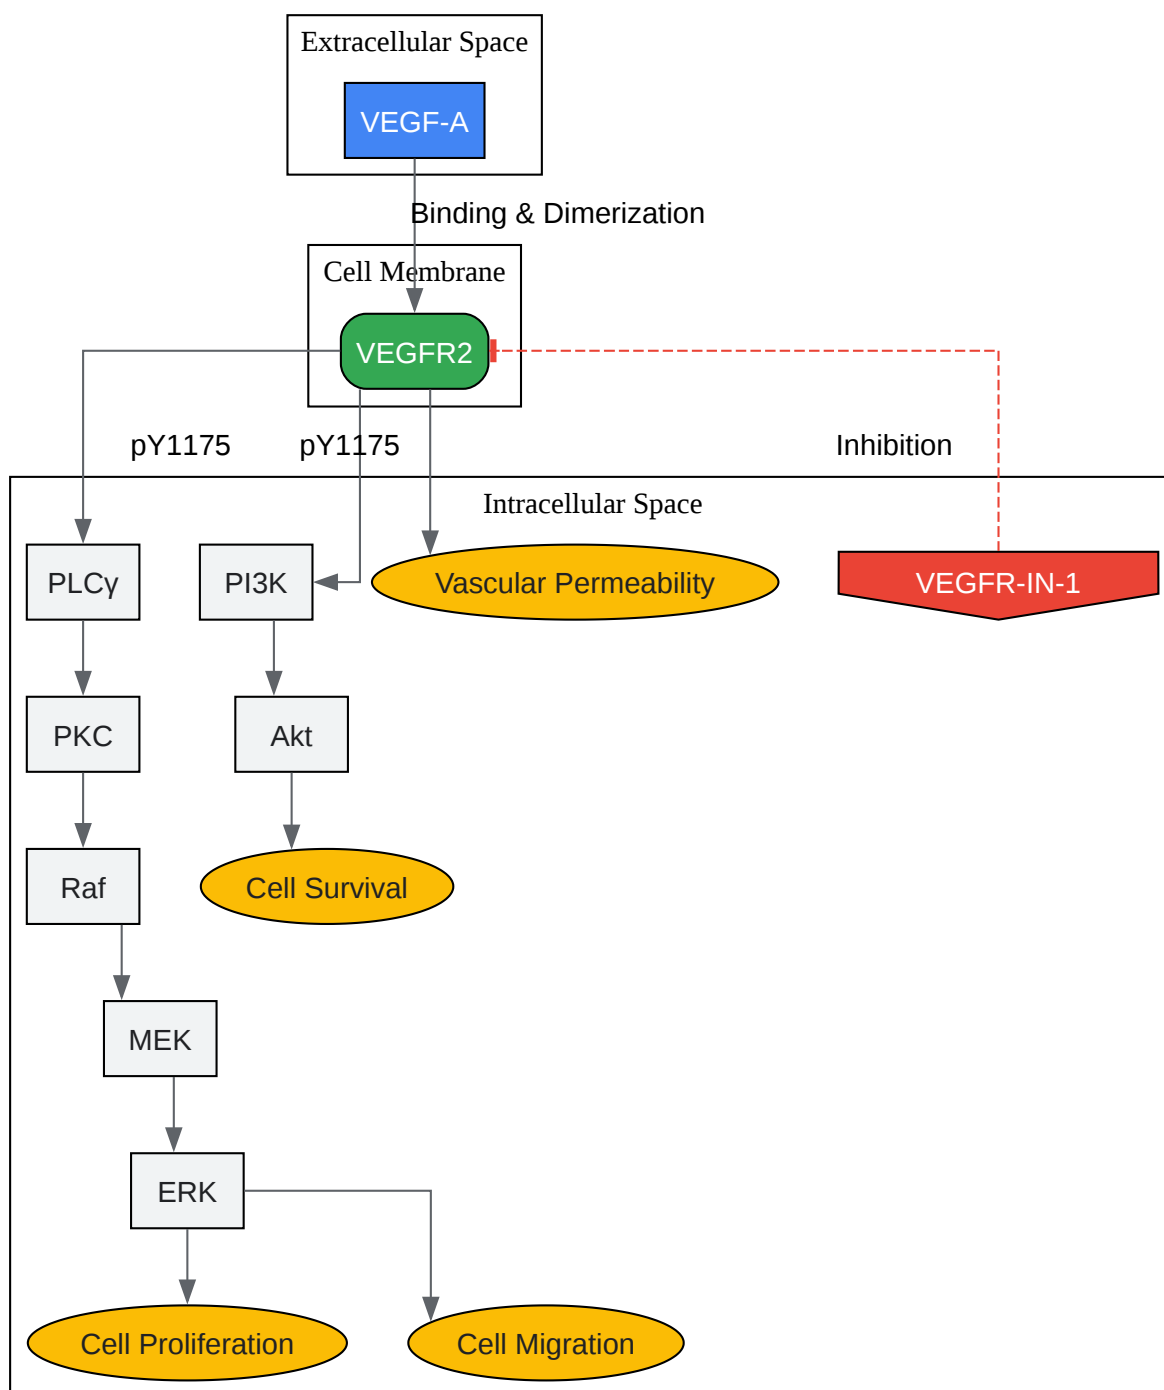 Extracellular Space
VEGF-A
Binding & Dimerization
Cell Membrane
VEGFR2
pY1175
pY1175
Inhibition
Intracellular Space
PLCγ
PI3K
Vascular Permeability
VEGFR-IN-1
PKC
Akt
Raf
Cell Survival
MEK
ERK
Cell Proliferation
Cell Migration